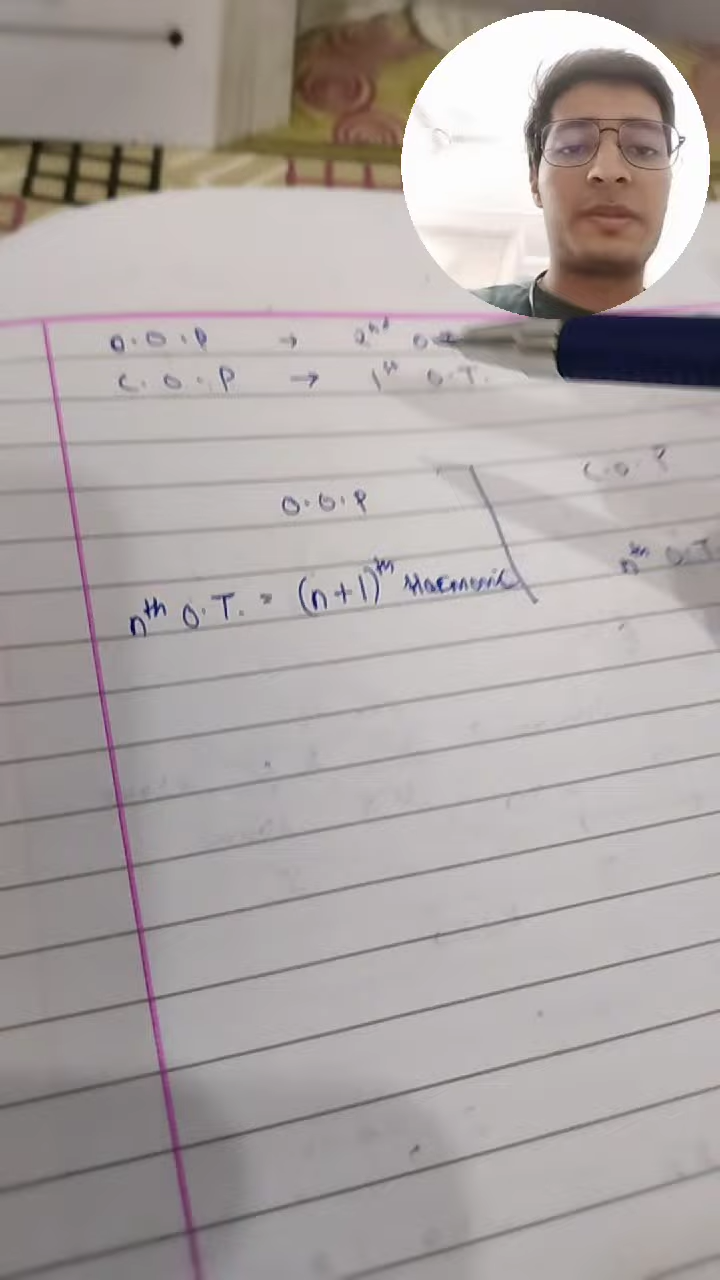 O.O.P → 2nd O.T
C.O.P → 1st O.T.
O.O.P
C.O.P
nth O.T. = (n+1)th Harmonic
nth O.T.